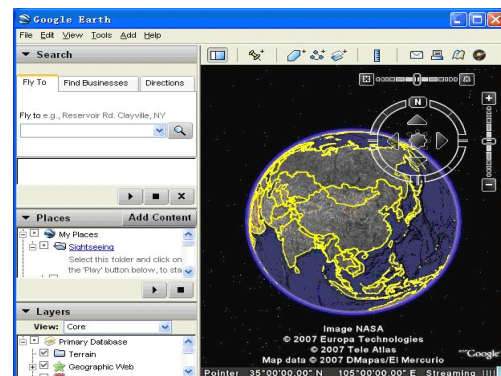 Google Earth
File Edit View Tools Add Help
Search
Fly To Find Businesses Directions
Fly to e.g., Reservoir Rd. Clayville, NY
Places Add Content
My Places
Sightseeing
Select this folder and click on
the 'Play' button below, to sta
Layers
View: Core
Primary Database
Terrain
Geographic Web
N
Image NASA
© 2007 Europa Technologies
© 2007 Tele Atlas
Map data © 2007 DMapas/El Mercurio
Google
Pointer 35°00'00.00" N 105°00'00.00" E Streaming